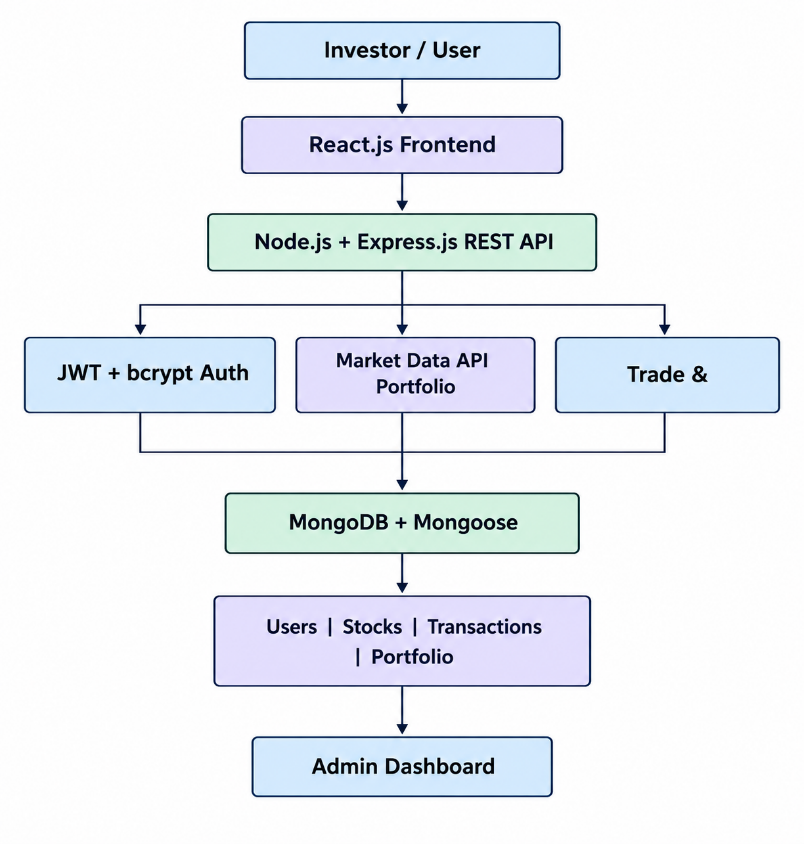 Investor / User
React.js Frontend
Node.js + Express.js REST API
JWT + bcrypt Auth
Market Data API
Portfolio
Trade &
MongoDB + Mongoose
Users | Stocks | Transactions
| Portfolio
Admin Dashboard